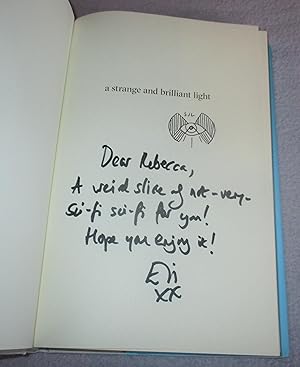 a strange and brilliant light
Dear Rebecca,
A weird slice of not-very-
sci-fi sci-fi for you!
Hope you enjoy it!
Eli
xx